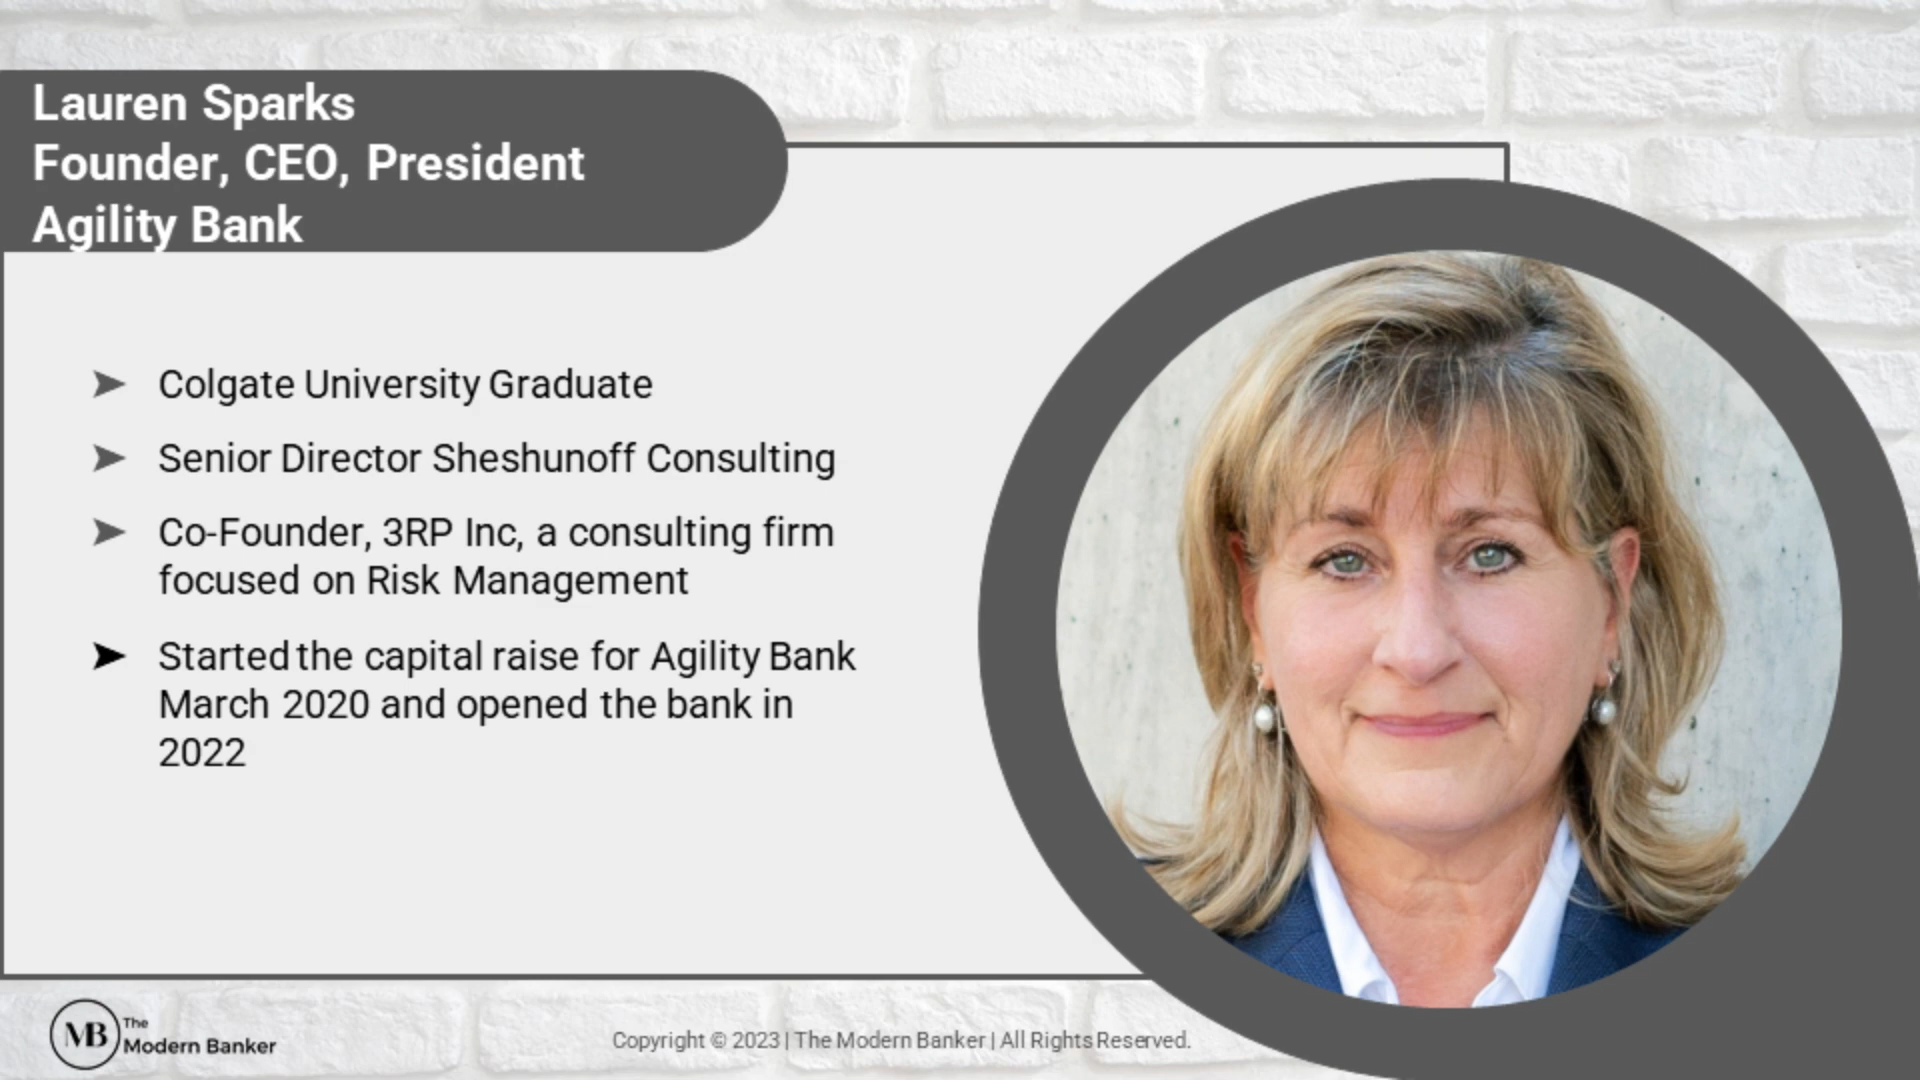 Lauren Sparks
Founder, CEO, President
Agility Bank
Colgate University Graduate
Senior Director Sheshunoff Consulting
Co-Founder, 3RP Inc, a consulting firm
focused on Risk Management
Started the capital raise for Agility Bank
March 2020 and opened the bank in
2022
MB The
Modern Banker
Copyright © 2023 | The Modern Banker | All Rights Reserved.